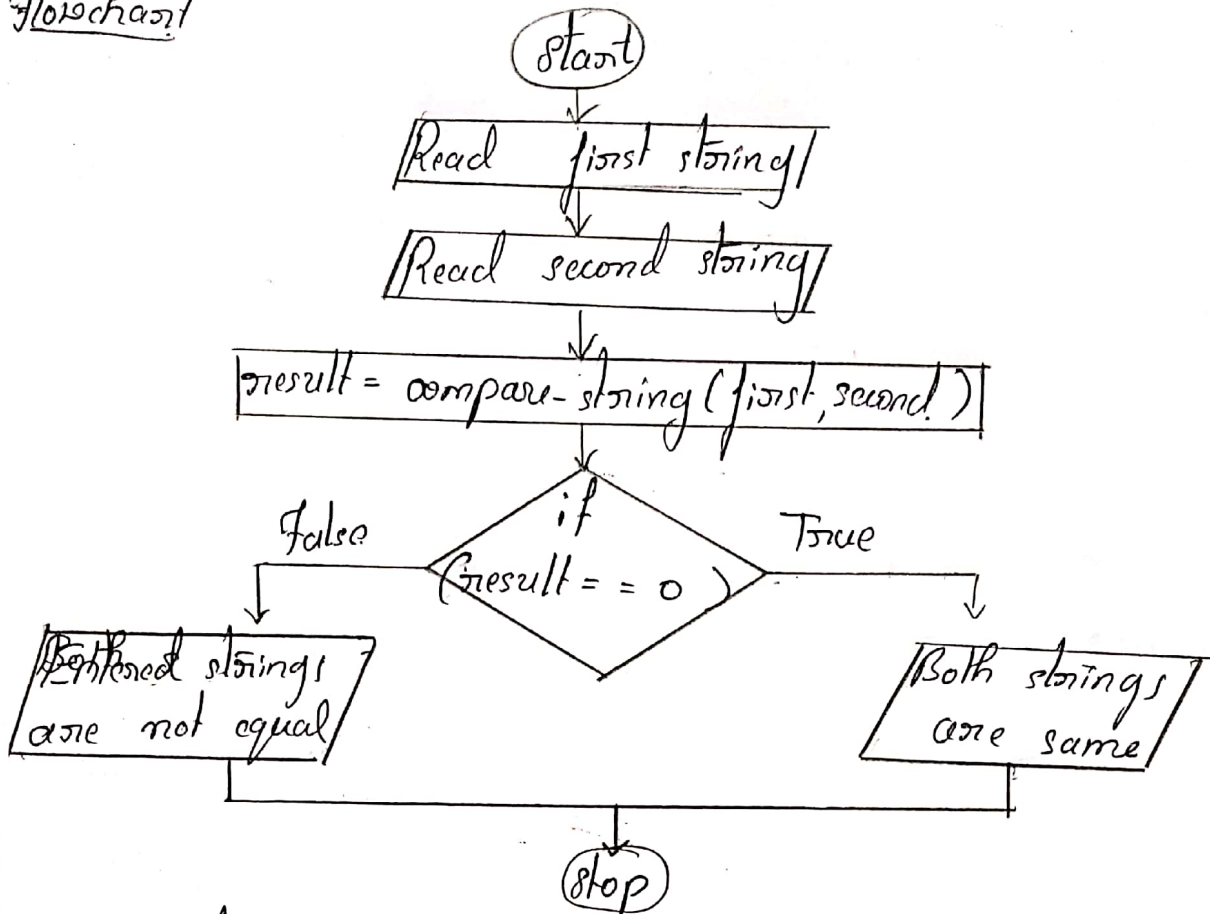 Flowchart
Start
Read first string
Read second string
result = compare-string(first, second)
if
False
True
(result = = 0 )
strings
are not equal
Both strings
are same
stop